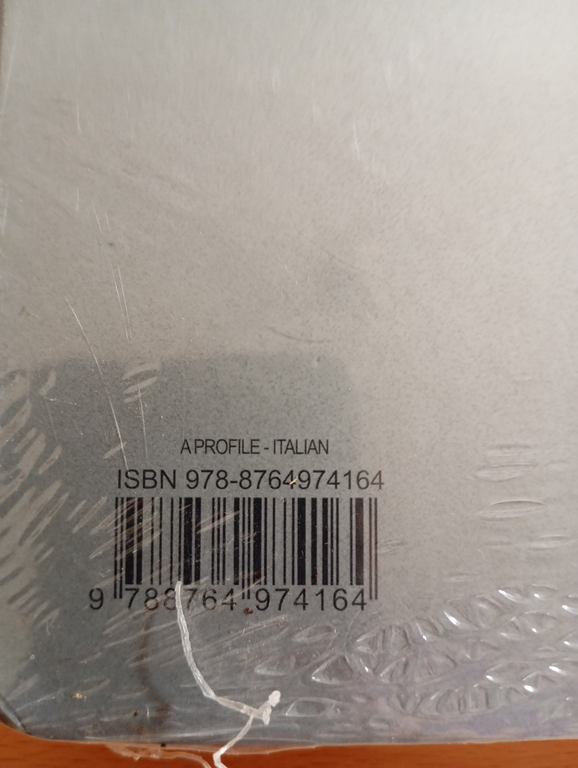 A PROFILE - ITALIAN
ISBN 978-8764974164
9 788764 974164